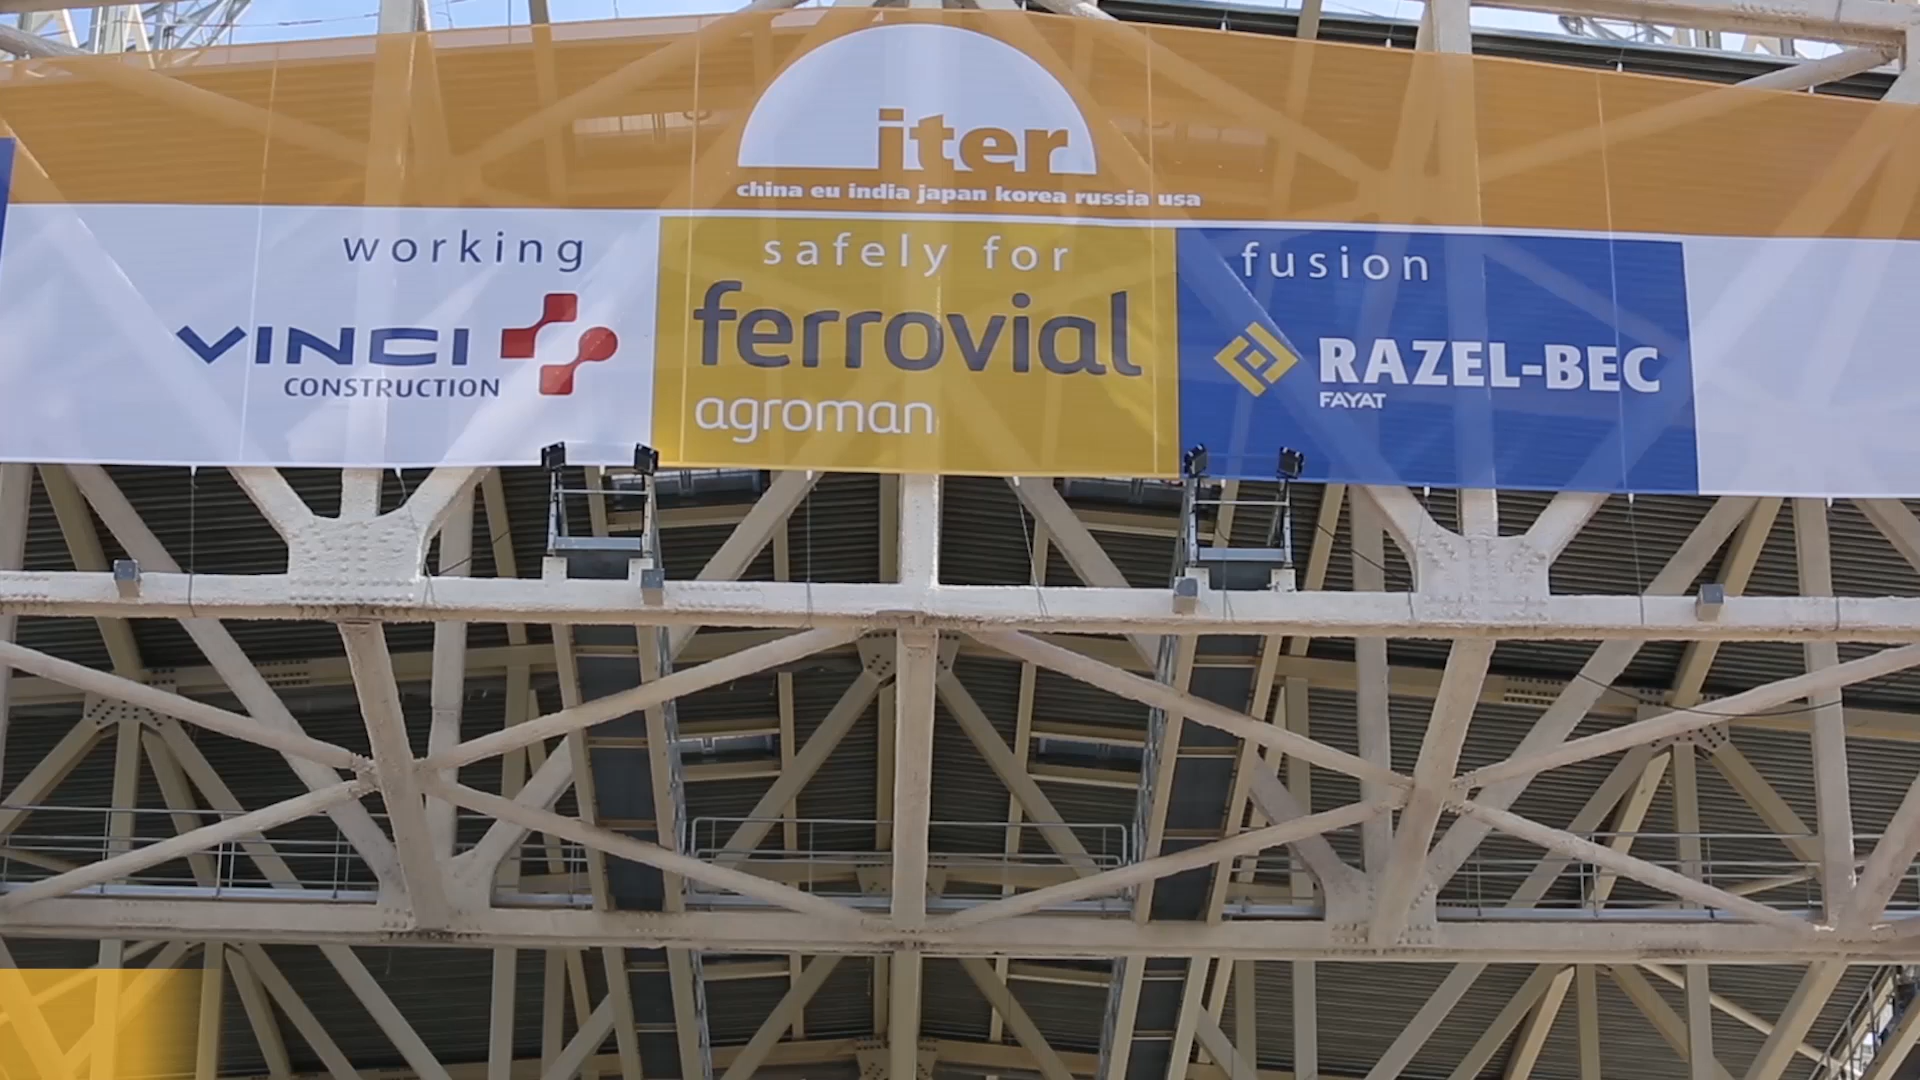 iter
china eu india japan korea russia usa
working safely for fusion
VINCI
CONSTRUCTION
ferrovial
agroman
RAZEL-BEC
FAYAT